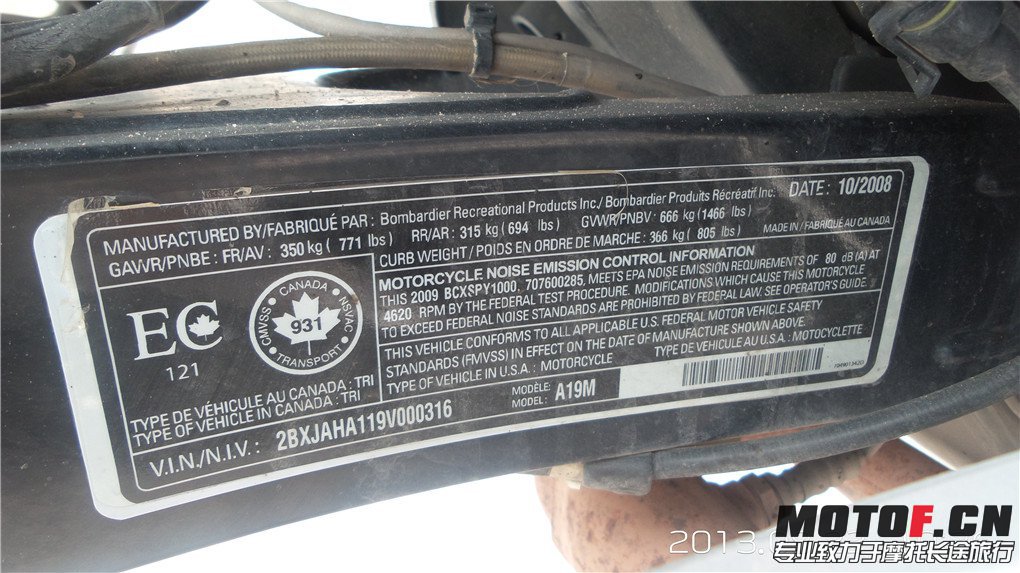 MANUFACTURED BY/FABRIQUÉ PAR : Bombardier Recreational Products Inc./ Bombardier Produits Récréatif Inc. DATE : 10/2008
GAWR/PNBE : FR/AV : 350 kg ( 771 lbs ) RR/AR : 315 kg ( 694 lbs ) GVWR/PNBV : 666 kg (1466 lbs )
CURB WEIGHT / POIDS EN ORDRE DE MARCHE : 366 kg ( 805 lbs ) MADE IN / FABRIQUÉ AU CANADA
MOTORCYCLE NOISE EMISSION CONTROL INFORMATION
THIS 2009 BCXSPY1000, 707600285, MEETS EPA NOISE EMISSION REQUIREMENTS OF 80 dB (A) AT
4620 RPM BY THE FEDERAL TEST PROCEDURE. MODIFICATIONS WHICH CAUSE THIS MOTORCYCLE
TO EXCEED FEDERAL NOISE STANDARDS ARE PROHIBITED BY FEDERAL LAW. SEE OPERATOR'S GUIDE.
THIS VEHICLE CONFORMS TO ALL APPLICABLE U.S. FEDERAL MOTOR VEHICLE SAFETY
STANDARDS (FMVSS) IN EFFECT ON THE DATE OF MANUFACTURE SHOWN ABOVE.
TYPE OF VEHICLE IN U.S.A. : MOTORCYCLE TYPE DE VÉHICULE AU U.S.A. : MOTOCYCLETTE
EC
121
CANADA
CMVSS
NSVAC
931
TRANSPORT
TYPE DE VÉHICULE AU CANADA : TRI
TYPE OF VEHICLE IN CANADA : TRI
MODÈLE:
MODEL: A19M
V.I.N./N.I.V. : 2BXJAHA119V000316
2013.
MOTOF.CN
专业致力于摩托长途旅行